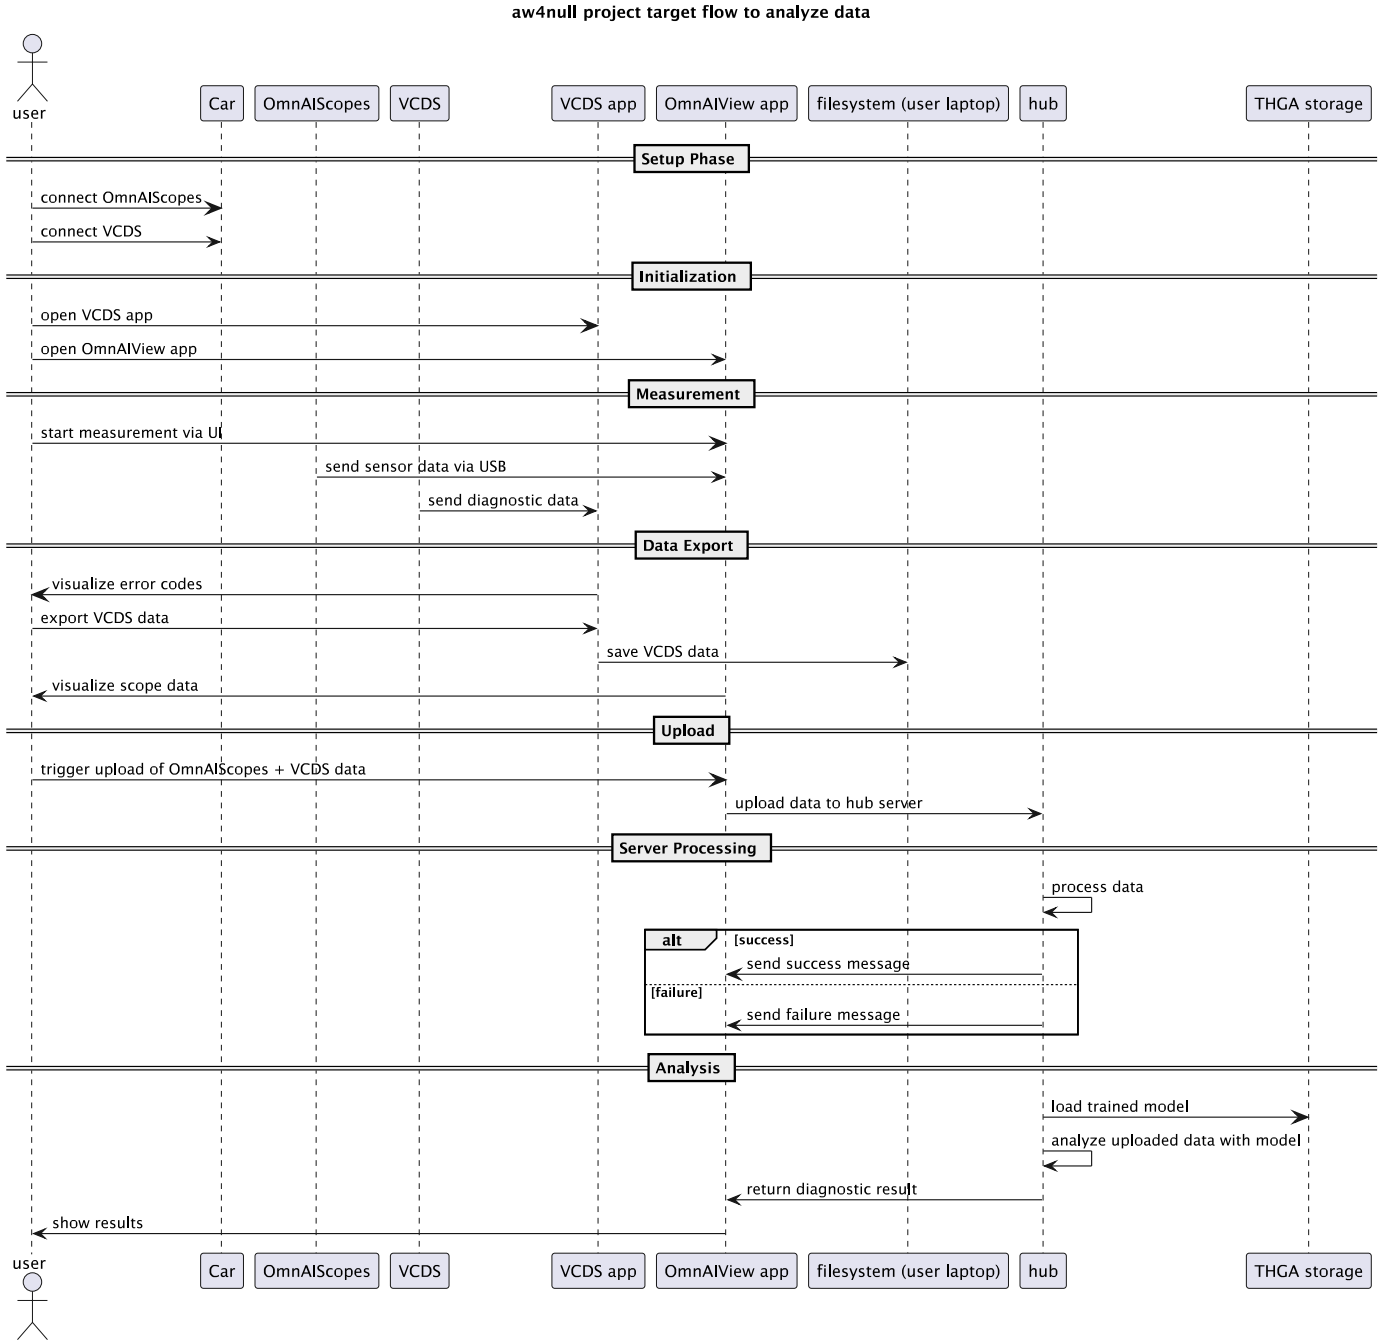 aw4null project target flow to analyze data
user
Car
OmnAIScopes
VCDS
VCDS app
OmnAIView app
filesystem (user laptop)
hub
THGA storage
Setup Phase
connect OmnAIScopes
connect VCDS
Initialization
open VCDS app
open OmnAIView app
Measurement
start measurement via UI
send sensor data via USB
send diagnostic data
Data Export
visualize error codes
export VCDS data
save VCDS data
visualize scope data
Upload
trigger upload of OmnAIScopes + VCDS data
upload data to hub server
Server Processing
process data
alt
[success]
send success message
[failure]
send failure message
Analysis
load trained model
analyze uploaded data with model
return diagnostic result
show results
user
Car
OmnAIScopes
VCDS
VCDS app
OmnAIView app
filesystem (user laptop)
hub
THGA storage